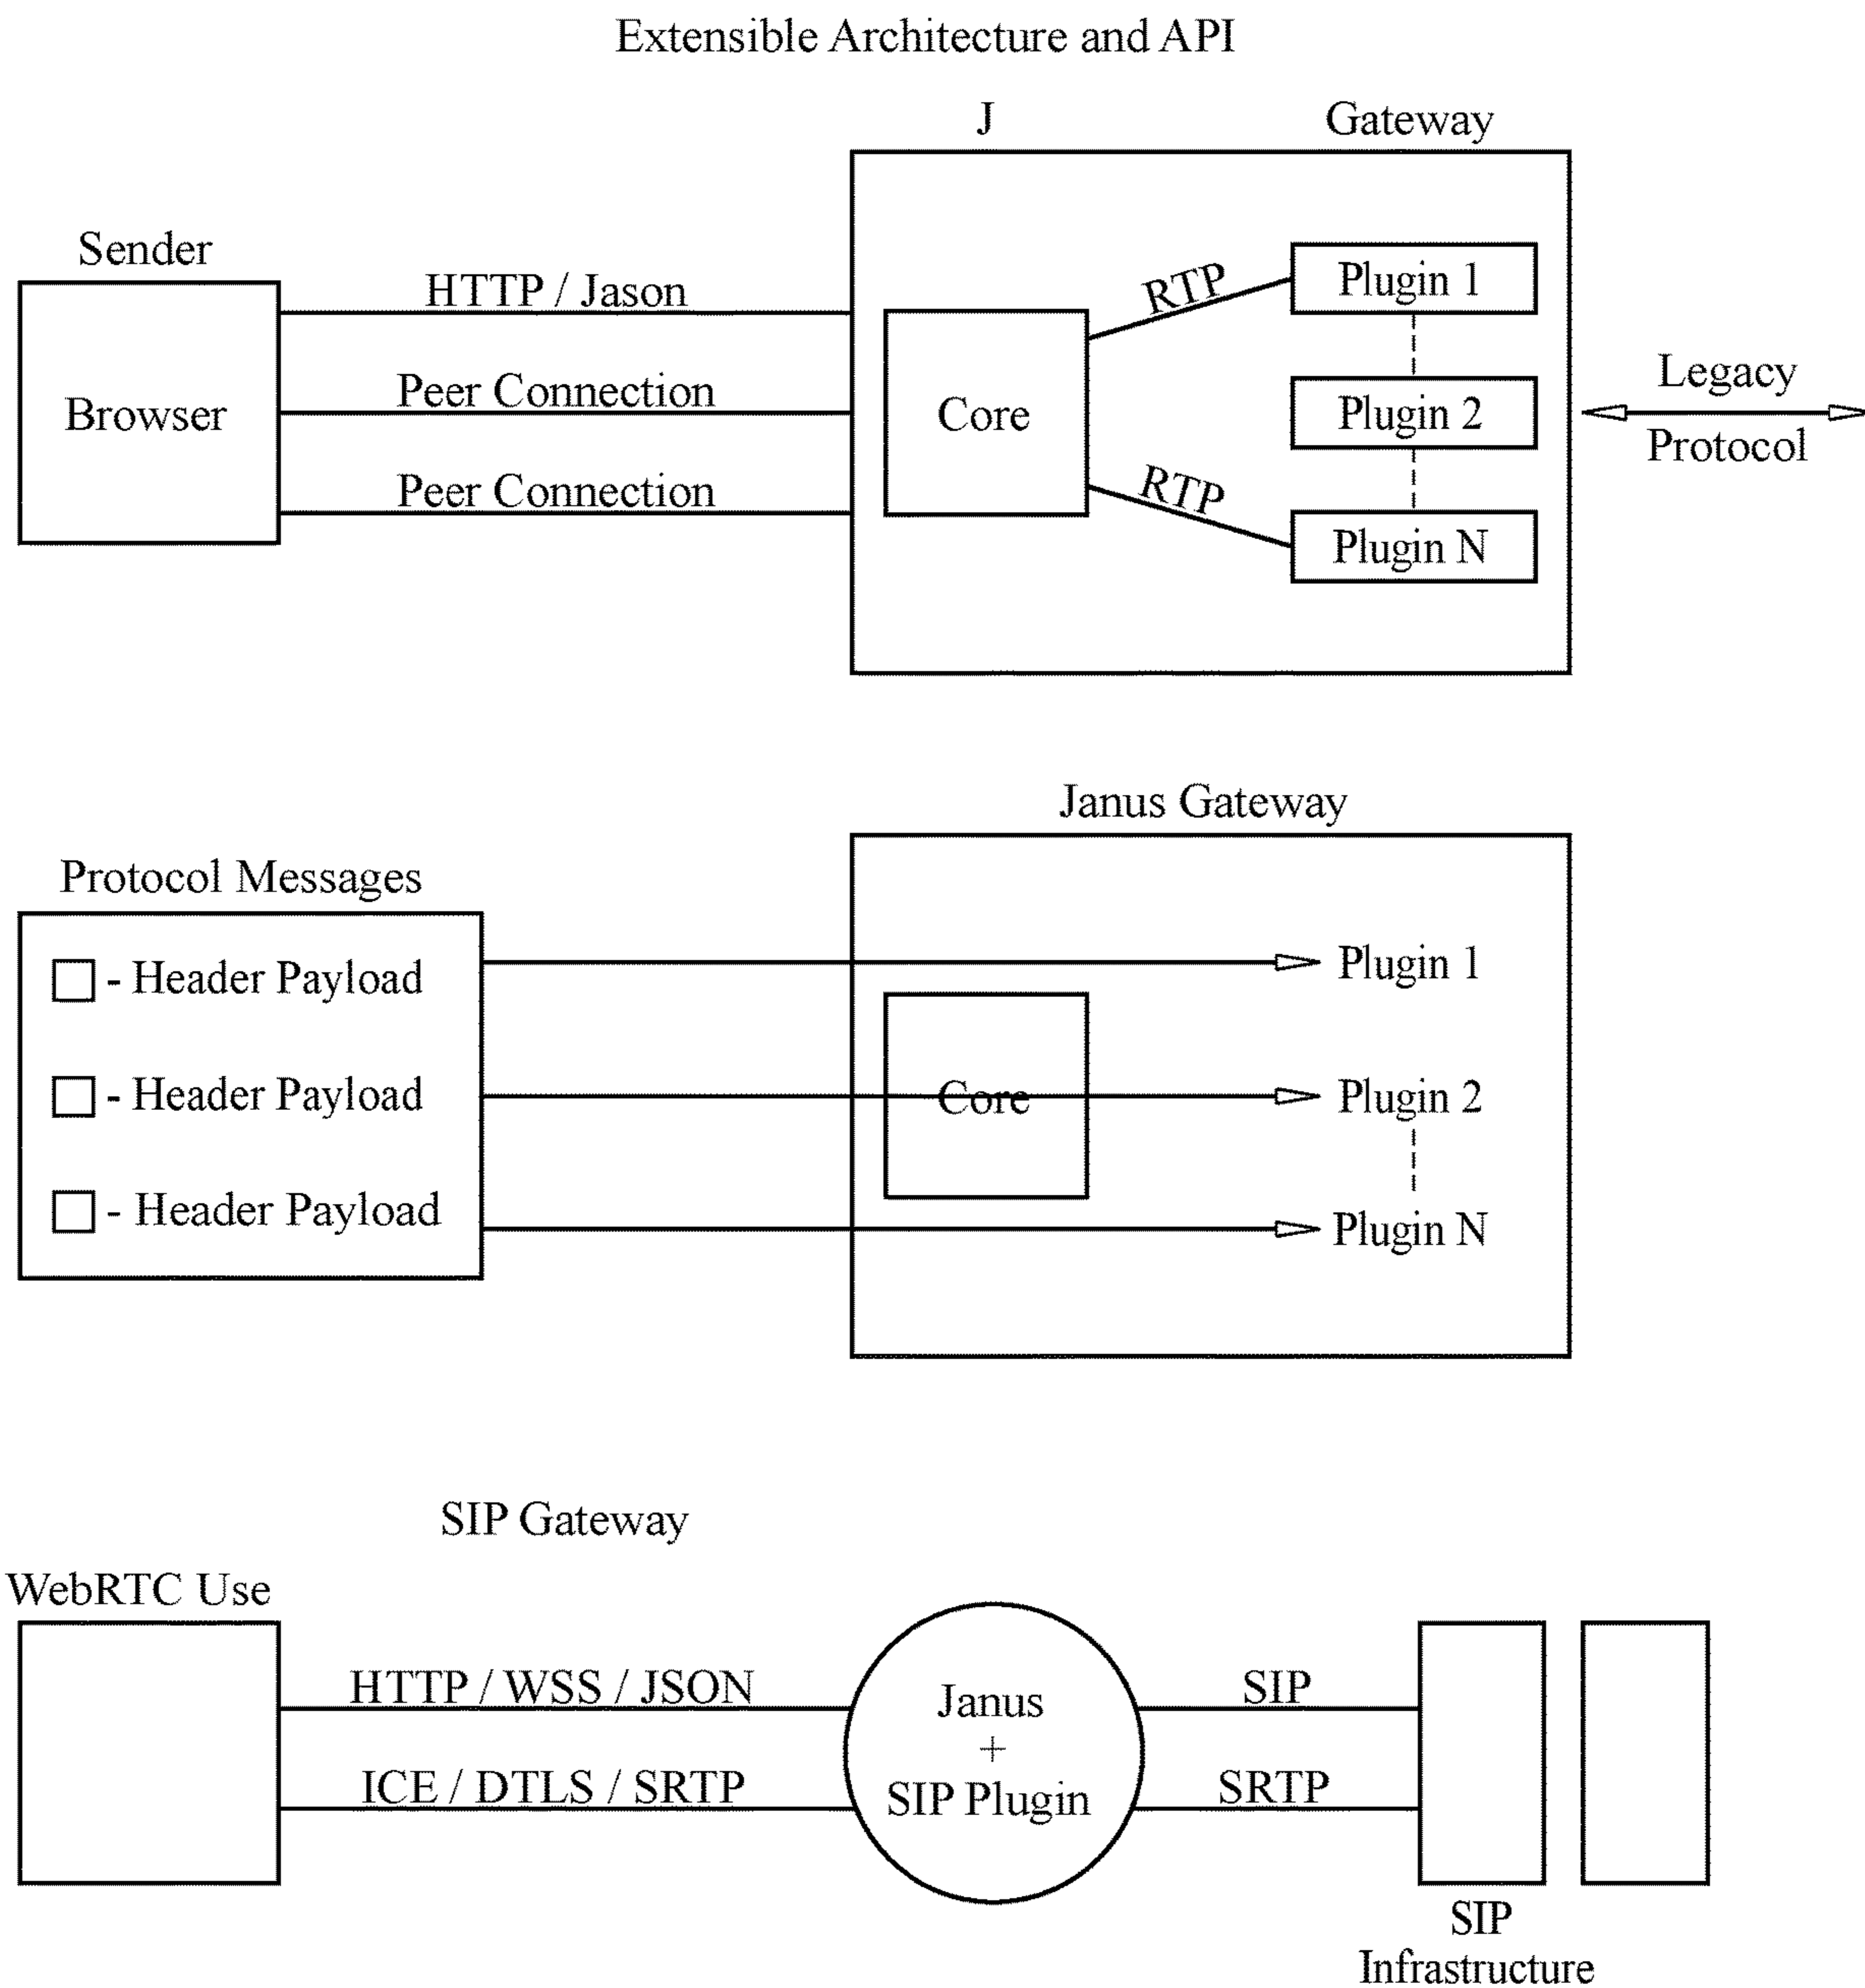 Extensible Architecture and API
J
Gateway
Sender
HTTP / Jason
RTP
Plugin 1
Browser
Peer Connection
Core
Plugin 2
Legacy
Protocol
Peer Connection
RTP
Plugin N
Janus Gateway
Protocol Messages
- Header Payload
Plugin 1
- Header Payload
Core
Plugin 2
- Header Payload
Plugin N
SIP Gateway
WebRTC Use
HTTP / WSS / JSON
Janus
+
SIP Plugin
SIP
ICE / DTLS / SRTP
SRTP
SIP
Infrastructure